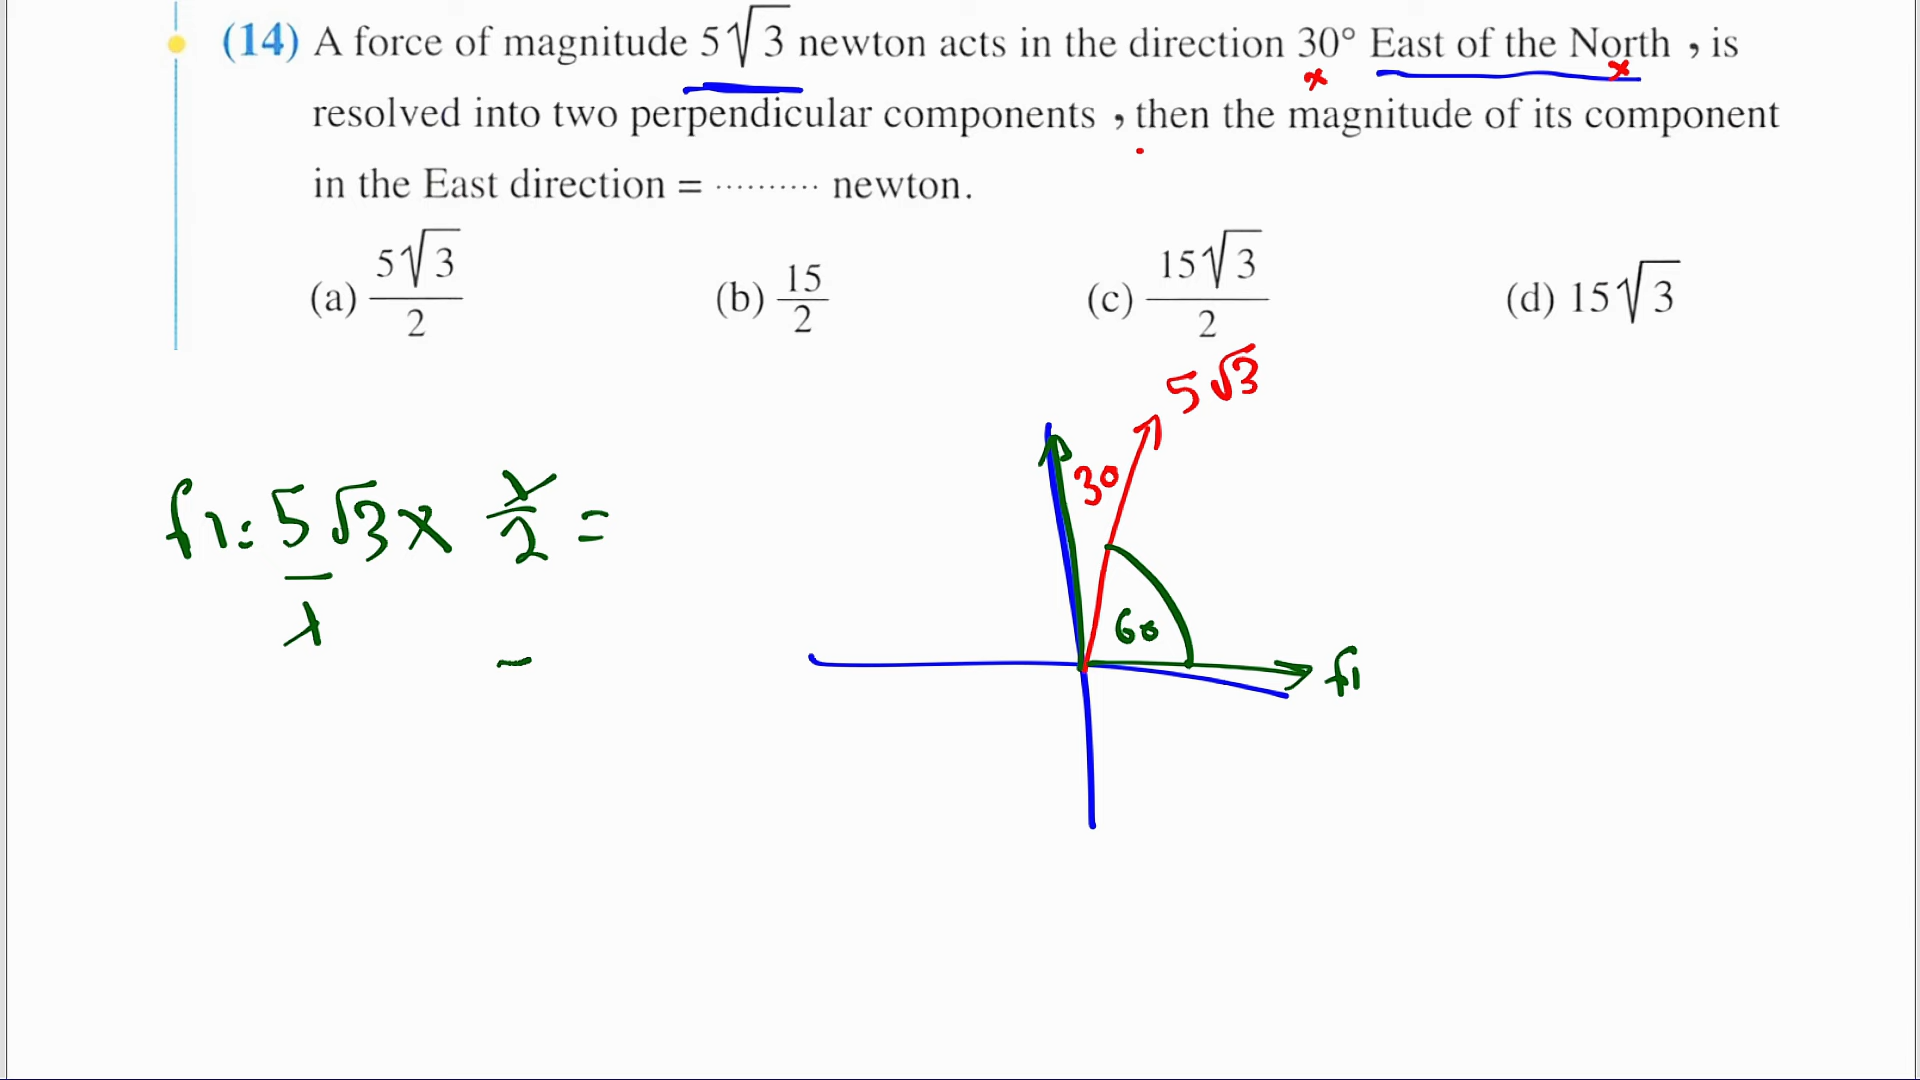 (14) A force of magnitude 5√3 newton acts in the direction 30° East of the North , is
resolved into two perpendicular components , then the magnitude of its component
in the East direction = .......... newton.
(a) 5√3/2 (b) 15/2 (c) 15√3/2 (d) 15√3
5√3
30
f1 = 5√3 × 1/2 =
60
f1